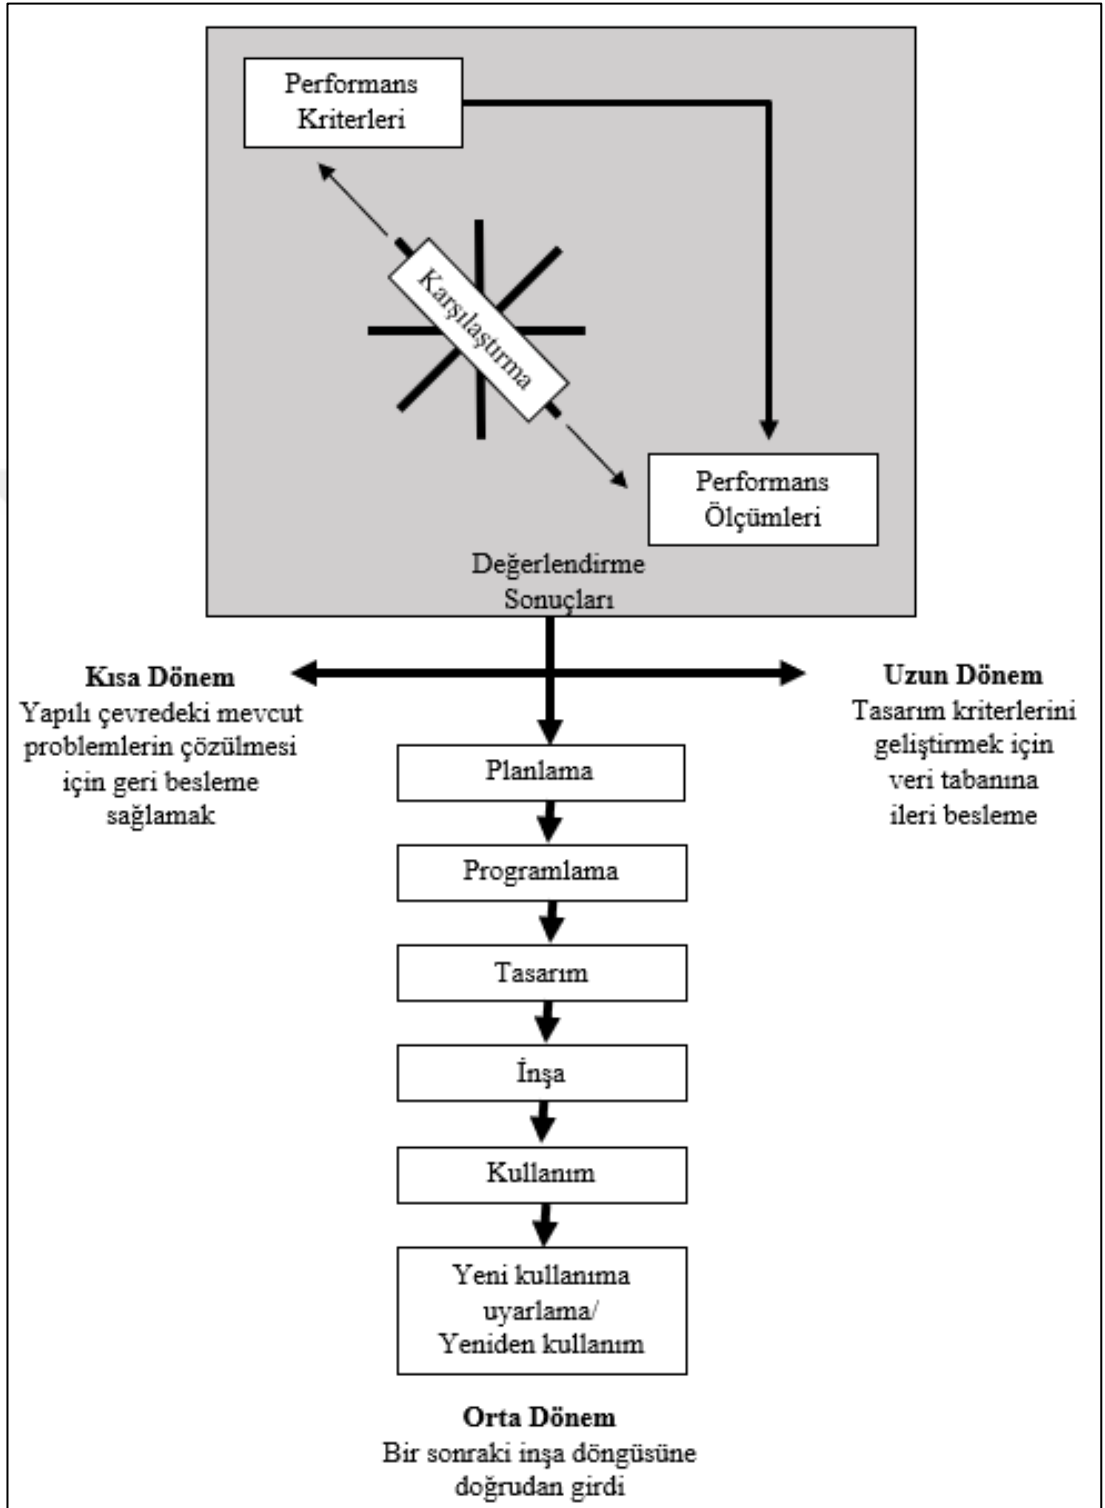 Performans
Kriterleri
Karşılaştırma
Performans
Ölçümleri
Değerlendirme
Sonuçları
Kısa Dönem
Yapılı çevredeki mevcut
problemlerin çözülmesi
için geri besleme
sağlamak
Uzun Dönem
Tasarım kriterlerini
geliştirmek için
veri tabanına
ileri besleme
Planlama
Programlama
Tasarım
İnşa
Kullanım
Yeni kullanıma
uyarlama/
Yeniden kullanım
Orta Dönem
Bir sonraki inşa döngüsüne
doğrudan girdi